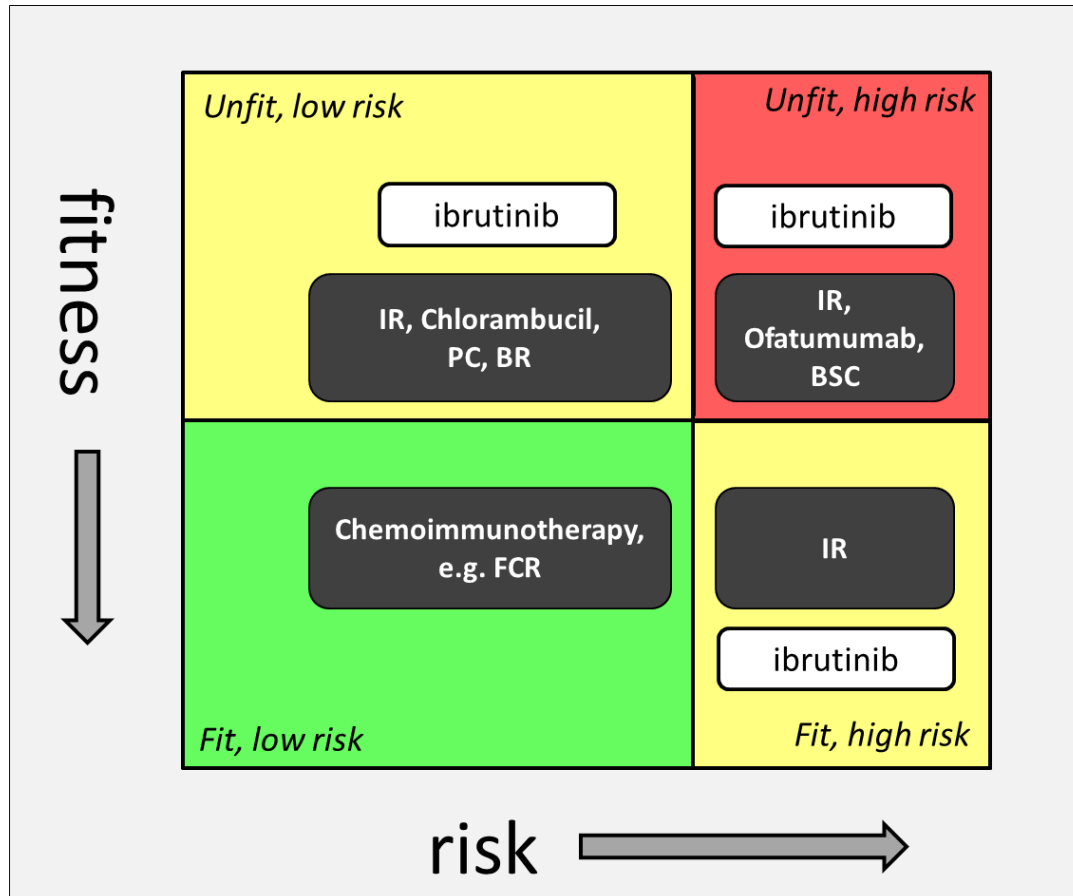 Unfit, low risk
Unfit, high risk
ibrutinib
ibrutinib
IR, Chlorambucil,
PC, BR
IR,
Ofatumumab,
BSC
fitness
Chemoimmunotherapy,
e.g. FCR
IR
ibrutinib
Fit, low risk
Fit, high risk
risk